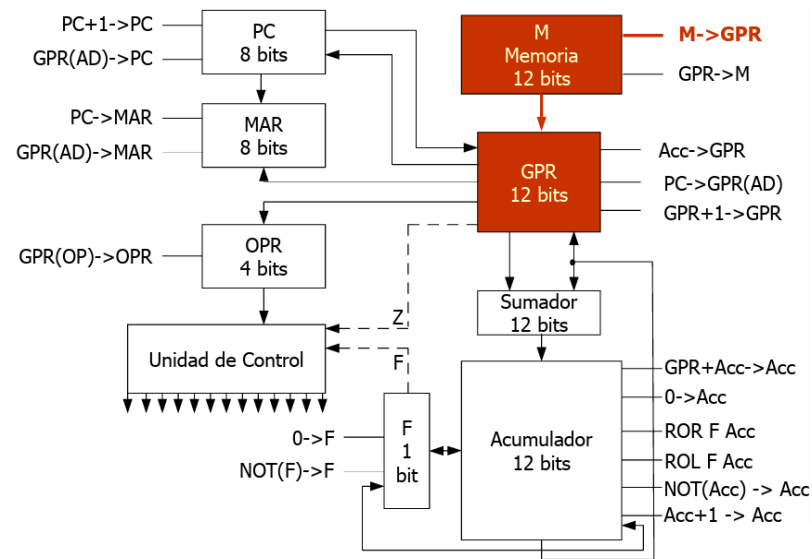 PC+1->PC
GPR(AD)->PC
PC
8 bits
M
Memoria
12 bits
M->GPR
GPR->M
PC->MAR
GPR(AD)->MAR
MAR
8 bits
GPR
12 bits
Acc->GPR
PC->GPR(AD)
GPR+1->GPR
GPR(OP)->OPR
OPR
4 bits
Sumador
12 bits
Z
F
Unidad de Control
0->F
NOT(F)->F
F
1
bit
Acumulador
12 bits
GPR+Acc->Acc
0->Acc
ROR F Acc
ROL F Acc
NOT(Acc) -> Acc
Acc+1 -> Acc